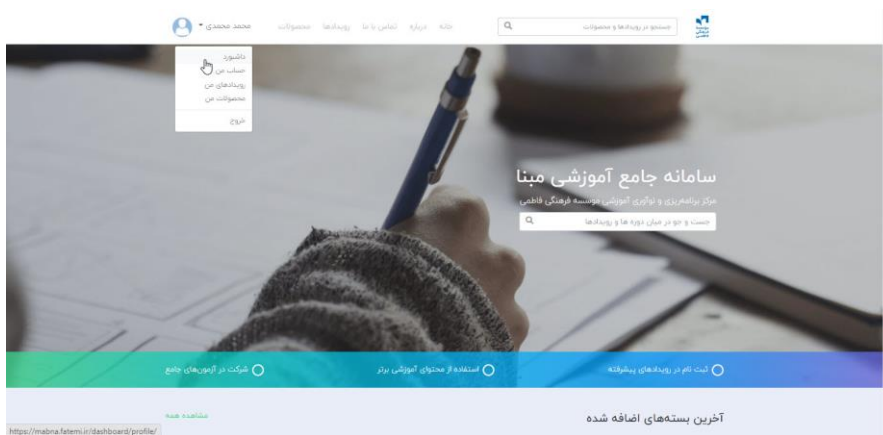 جستجو در رویدادها و محصولات
خانه درباره تماس با ما رویدادها محصولات
محمد محمدی
داشبورد
حساب من
رویدادهای من
محصولات من
خروج
سامانه جامع آموزشی مبنا
مرکز برنامه‌ریزی و نوآوری آموزشی موسسه فرهنگی فاطمی
جست و جو در میان دوره ها و رویدادها
ثبت نام در رویدادهای پیشرفته
استفاده از محتوای آموزشی برتر
شرکت در آزمون‌های جامع
آخرین بسته‌های اضافه شده
مشاهده همه
https://mabna.fatemi.ir/dashboard/profile/